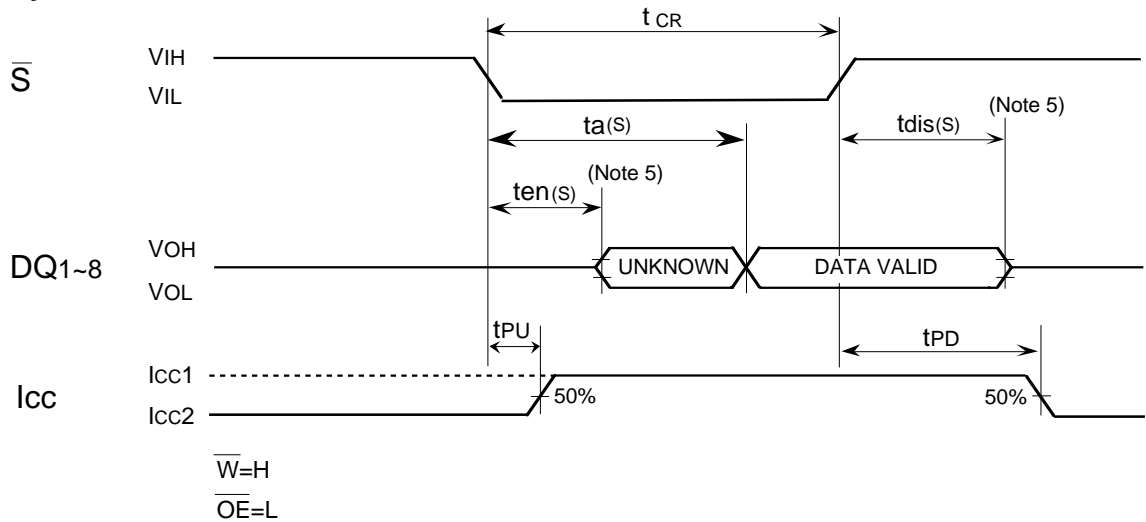 t CR
S̅
VIH
VIL
(Note 5)
ta(S)
tdis(S)
(Note 5)
ten(S)
DQ1~8
VOH
VOL
UNKNOWN
DATA VALID
tPU
tPD
Icc
Icc1
Icc2
50%
50%
W̅=H
O̅E̅=L